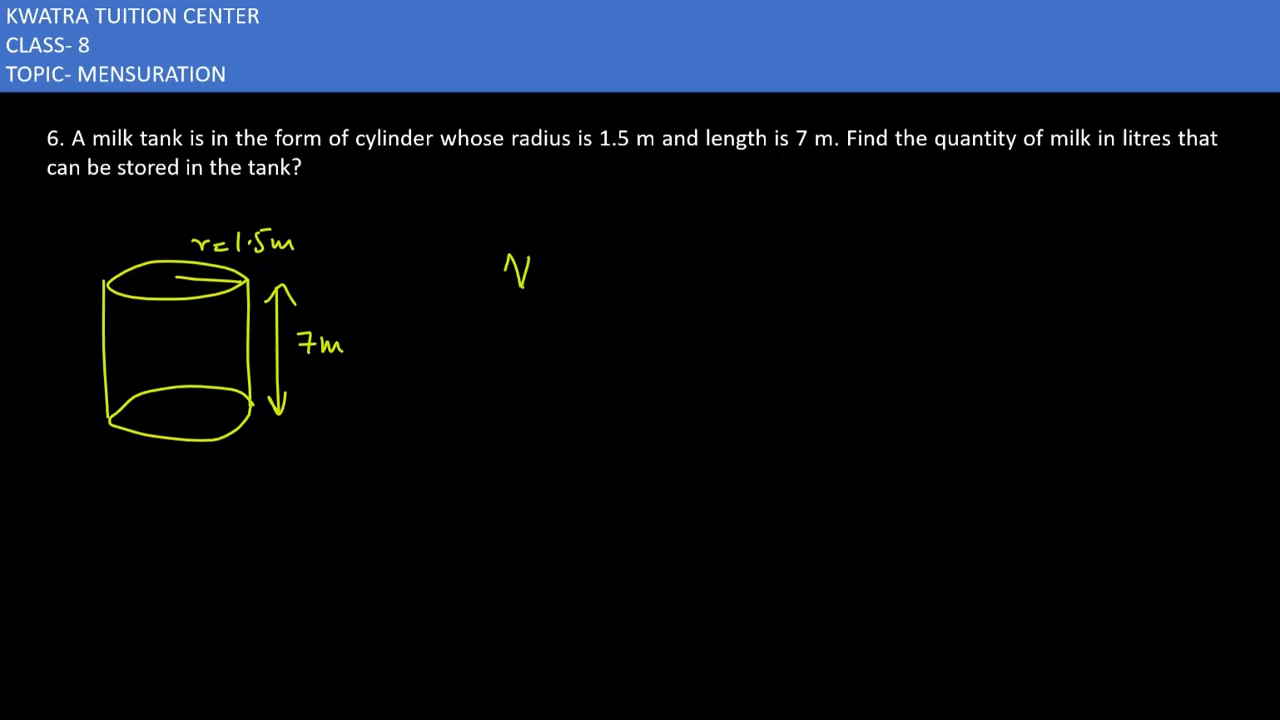 KWATRA TUITION CENTER
CLASS- 8
TOPIC- MENSURATION
6. A milk tank is in the form of cylinder whose radius is 1.5 m and length is 7 m. Find the quantity of milk in litres that
can be stored in the tank?
r=1.5m
V
7m